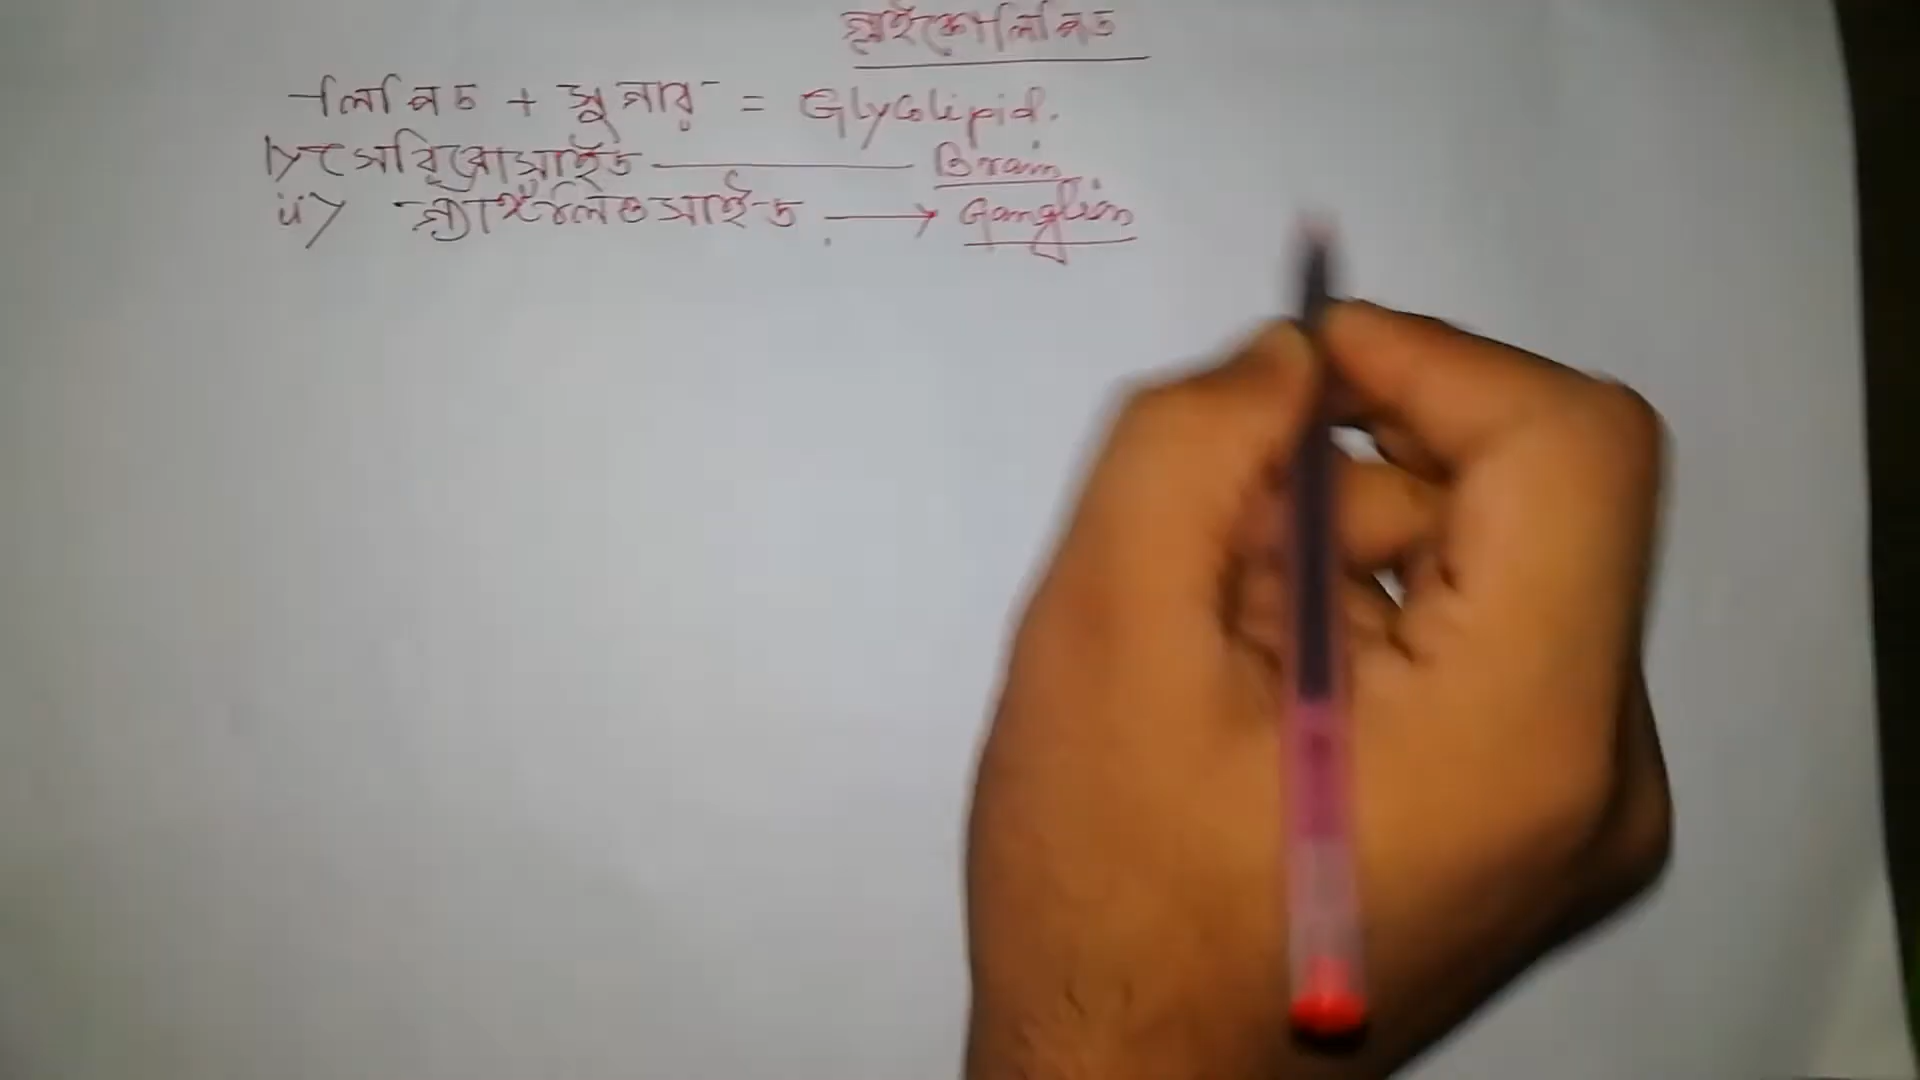 গ্লাইকোলিপিড
লিপিড + সুগার = Glycolipid.
i> সেরিব্রোসাইড — Brain
ii> গ্যাংলিওসাইড. → Ganglion